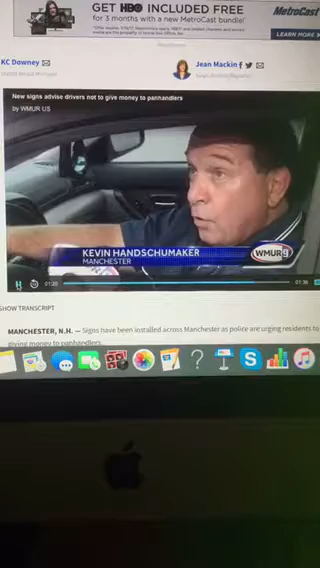 GET HBO INCLUDED FREE
for 3 months with a new MetroCast bundle!*
MetroCast
LEARN MORE
KC Downey
Jean Mackin
New signs advise drivers not to give money to panhandlers
by WMUR US
KEVIN HANDSCHUMAKER
MANCHESTER
WMUR 9
01:20
01:36
SHOW TRANSCRIPT
MANCHESTER, N.H. — Signs have been installed across Manchester as police are urging residents to
giving money to panhandlers.